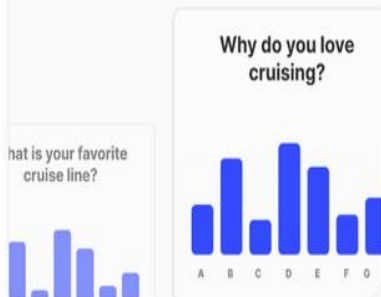 Why do you love
cruising?
A B C D E F G
hat is your favorite
cruise line?